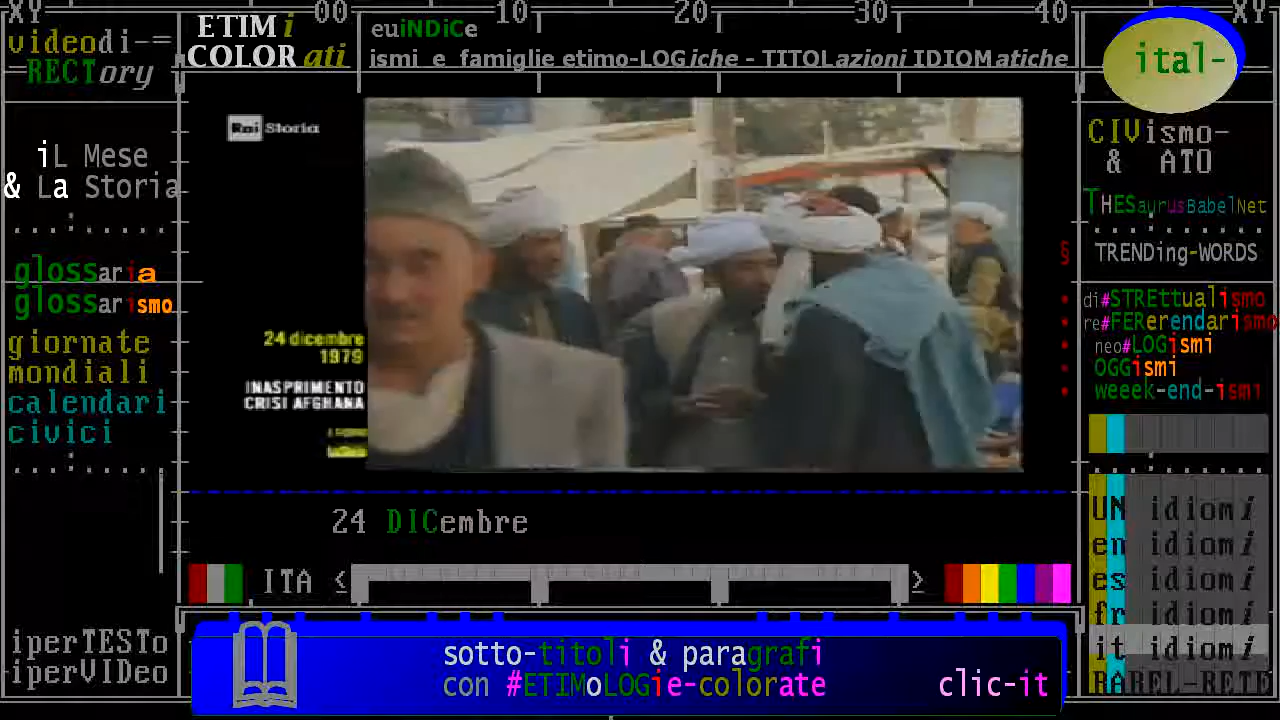 XY 00 10 20 30 40 XY
videodi-=
RECTory
ETIMi
COLORati
euiNDiCe
ismi e famiglie etimo-LOGiche - TITOLazioni IDIOMatiche
ital-
iL Mese
& La Storia
glossaria
glossarismo
giornate
mondiali
calendari
civici
iperTESTo
iperVIDeo
Rai Storia
24 dicembre
1979
INASPRIMENTO
CRISI AFGHANA
24 DICembre
ITA < >
sotto-titoli & paragrafi
con #ETIMoLOGie-colorate
clic-it
CIVismo-
& ATO
THESaurusBabelNet
TRENDing-WORDS
§
di#STREttualismo
re#FERerendarismo
neo#LOGismi
OGGismi
weeek-end-ismi
UN idiomi
en idiomi
es idiomi
fr idiomi
it idiomi